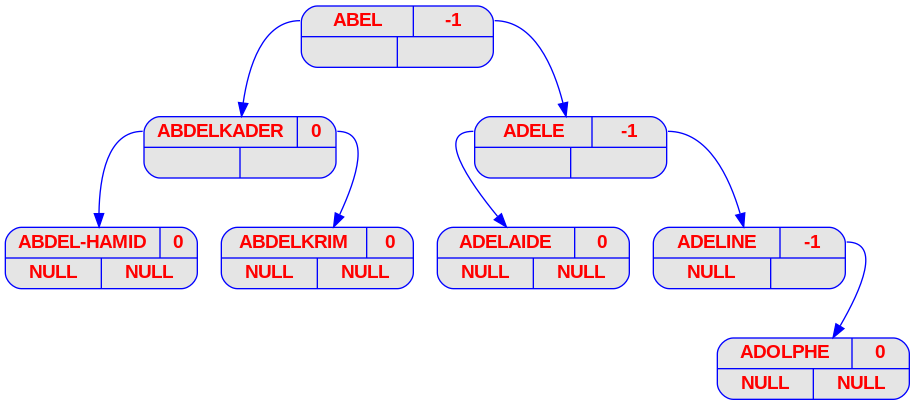 ABEL -1
ABDELKADER 0
ADELE -1
ABDEL-HAMID 0
NULL NULL
ABDELKRIM 0
NULL NULL
ADELAIDE 0
NULL NULL
ADELINE -1
NULL
ADOLPHE 0
NULL NULL